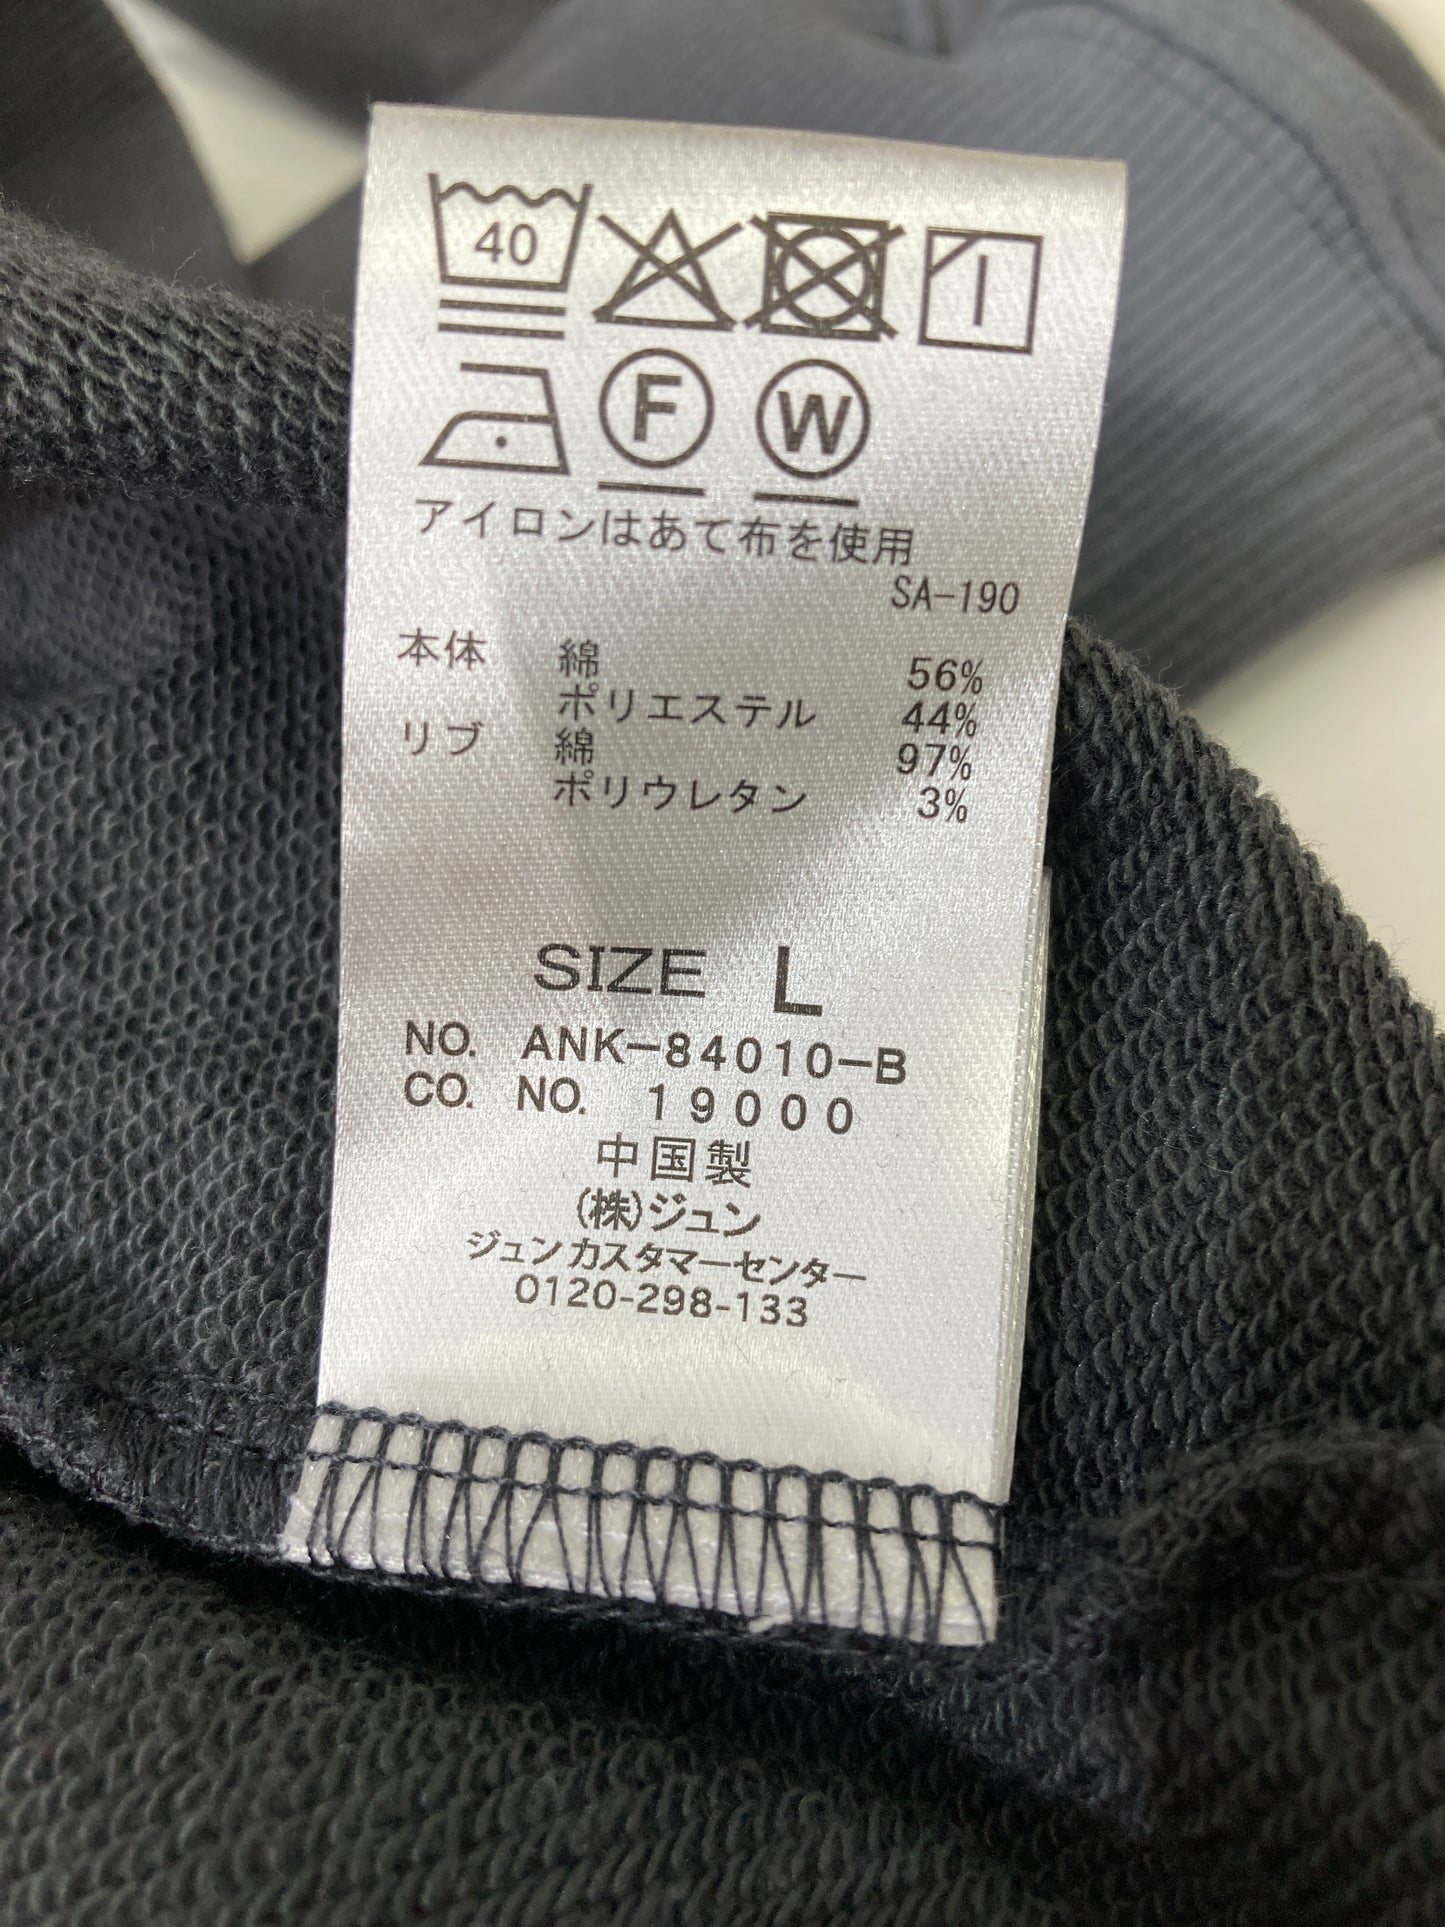 40
F W
アイロンはあて布を使用
SA-190
本体 綿 56%
ポリエステル 44%
リブ 綿 97%
ポリウレタン 3%
SIZE L
NO. ANK-84010-B
CO. NO. 19000
中国製
(株)ジュン
ジュンカスタマーセンター
0120-298-133